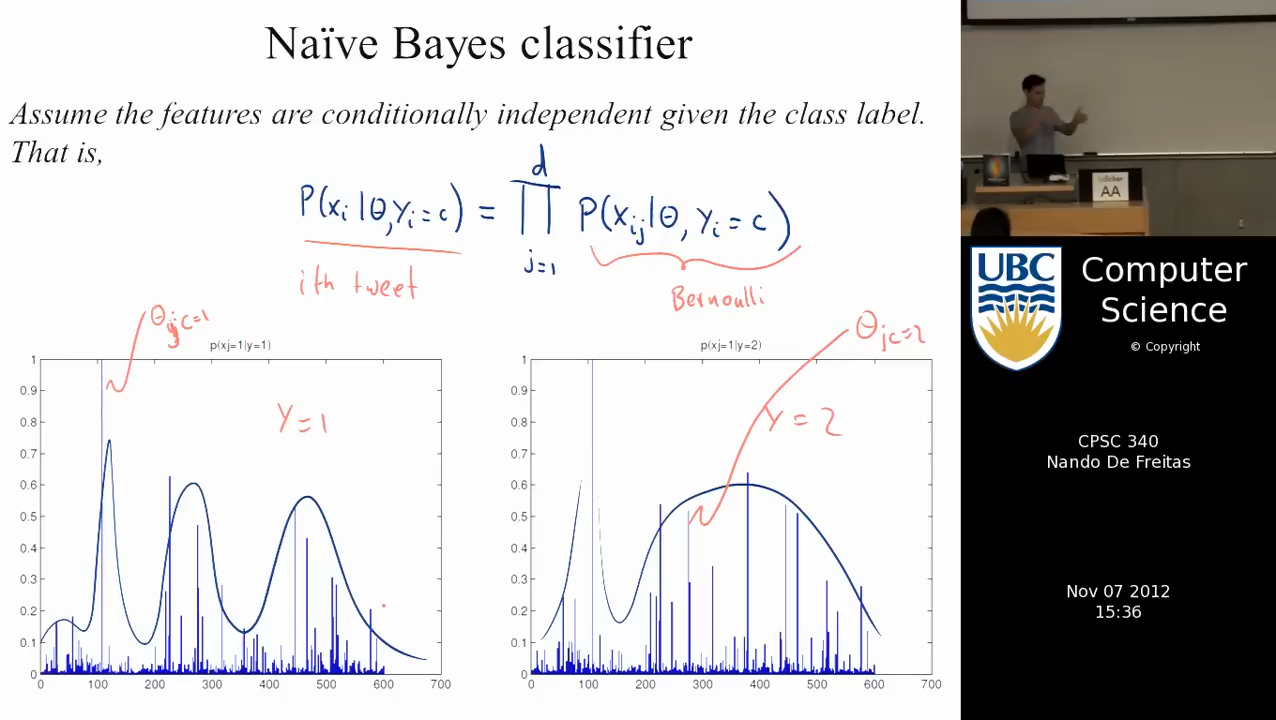 Naïve Bayes classifier
Assume the features are conditionally independent given the class label.
That is,
P(xi|θ,Yi=c) = ∏ d j=1 P(xij|θ, Yi=c)
ith tweet
Bernoulli
θjc=1
θjc=2
p(xj=1|y=1)
1
0.9
0.8
0.7
0.6
0.5
0.4
0.3
0.2
0.1
0
0 100 200 300 400 500 600 700
Y=1
p(xj=1|y=2)
1
0.9
0.8
0.7
0.6
0.5
0.4
0.3
0.2
0.1
0
0 100 200 300 400 500 600 700
Y=2
iclicker
AA
UBC
Computer
Science
© Copyright
CPSC 340
Nando De Freitas
Nov 07 2012
15:36